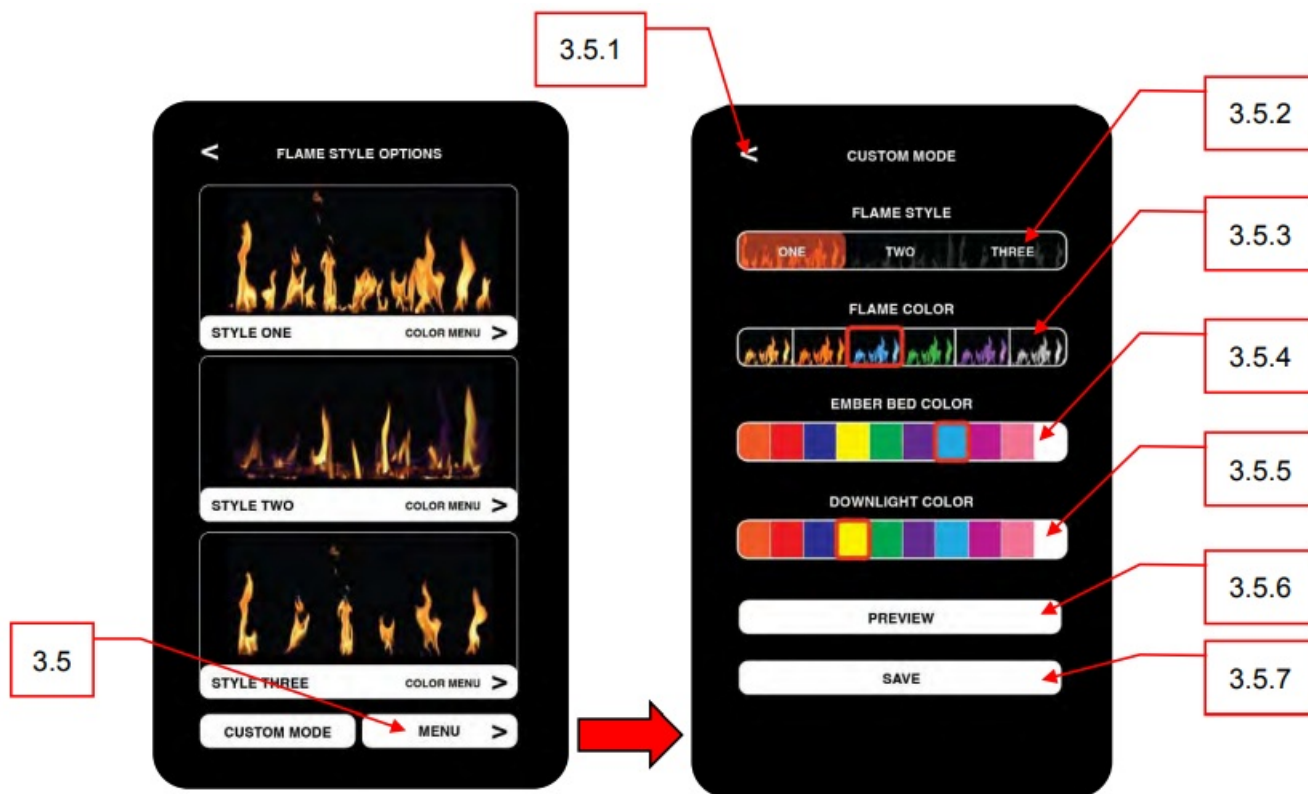 3.5.1
3.5.2
3.5.3
3.5.4
3.5.5
3.5.6
3.5.7
3.5
< FLAME STYLE OPTIONS
STYLE ONE COLOR MENU >
STYLE TWO COLOR MENU >
STYLE THREE COLOR MENU >
CUSTOM MODE MENU >
< CUSTOM MODE
FLAME STYLE
ONE TWO THREE
FLAME COLOR
EMBER BED COLOR
DOWNLIGHT COLOR
PREVIEW
SAVE